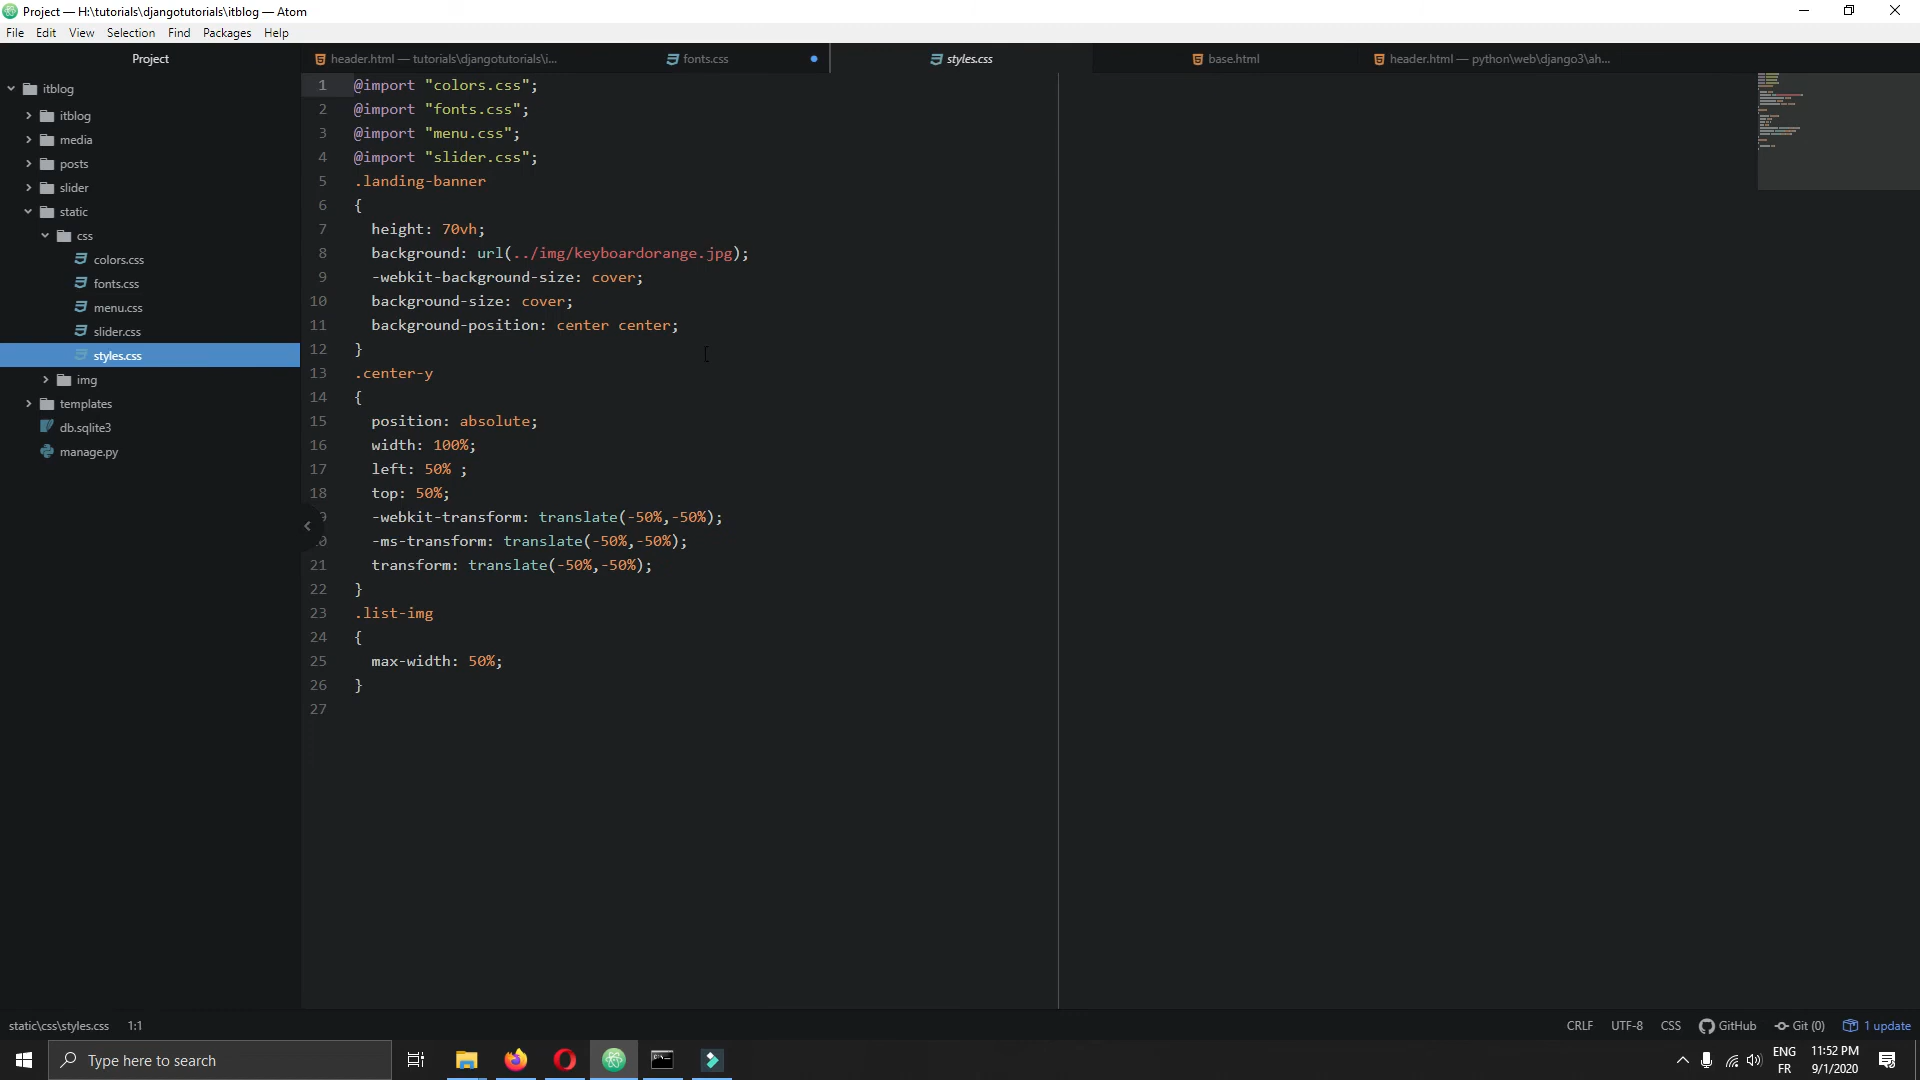 Project — H:\tutorials\djangotutorials\itblog — Atom
File Edit View Selection Find Packages Help
Project
header.html — tutorials\djangotutorials\i...
fonts.css
styles.css
base.html
header.html — python\web\django3\ah...
itblog
itblog
media
posts
slider
static
css
colors.css
fonts.css
menu.css
slider.css
styles.css
img
templates
db.sqlite3
manage.py
1 @import "colors.css";
2 @import "fonts.css";
3 @import "menu.css";
4 @import "slider.css";
5 .landing-banner
6 {
7 height: 70vh;
8 background: url(../img/keyboardorange.jpg);
9 -webkit-background-size: cover;
10 background-size: cover;
11 background-position: center center;
12 }
13 .center-y
14 {
15 position: absolute;
16 width: 100%;
17 left: 50% ;
18 top: 50%;
9 -webkit-transform: translate(-50%,-50%);
0 -ms-transform: translate(-50%,-50%);
21 transform: translate(-50%,-50%);
22 }
23 .list-img
24 {
25 max-width: 50%;
26 }
27
static\css\styles.css 1:1
CRLF UTF-8 CSS GitHub Git (0) 1 update
Type here to search
ENG
FR
11:52 PM
9/1/2020